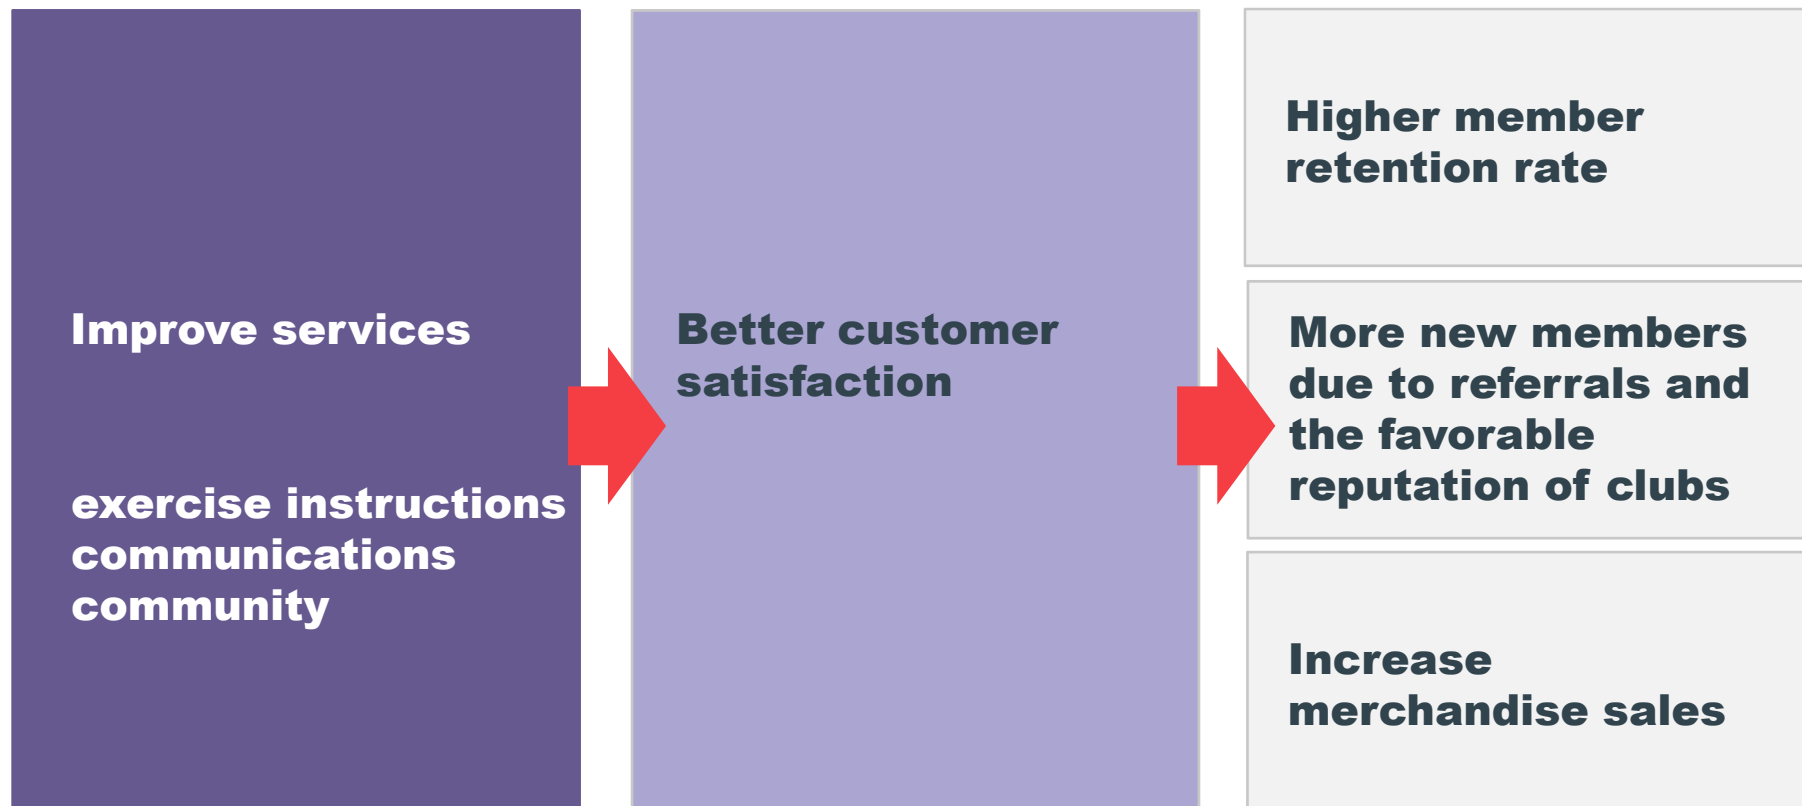 Improve services
exercise instructions
communications
community
Better customer
satisfaction
Higher member
retention rate
More new members
due to referrals and
the favorable
reputation of clubs
Increase
merchandise sales